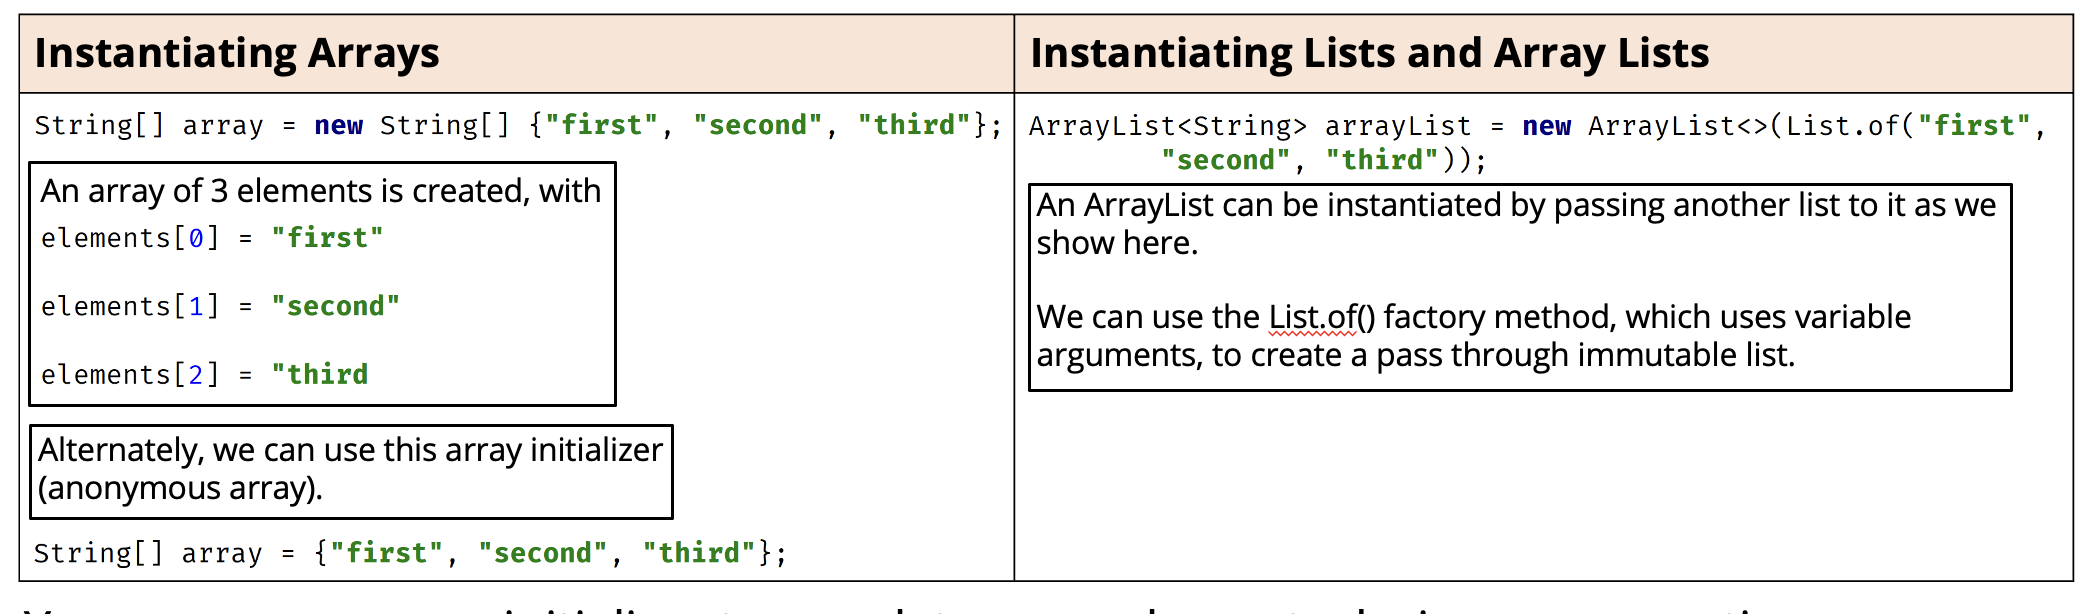 Instantiating Arrays
String[] array = new String[] {"first", "second", "third"};
An array of 3 elements is created, with
elements[0] = "first"
elements[1] = "second"
elements[2] = "third
Alternately, we can use this array initializer
(anonymous array).
String[] array = {"first", "second", "third"};
Instantiating Lists and Array Lists
ArrayList<String> arrayList = new ArrayList<>(List.of("first",
"second", "third"));
An ArrayList can be instantiated by passing another list to it as we
show here.
We can use the List.of() factory method, which uses variable
arguments, to create a pass through immutable list.